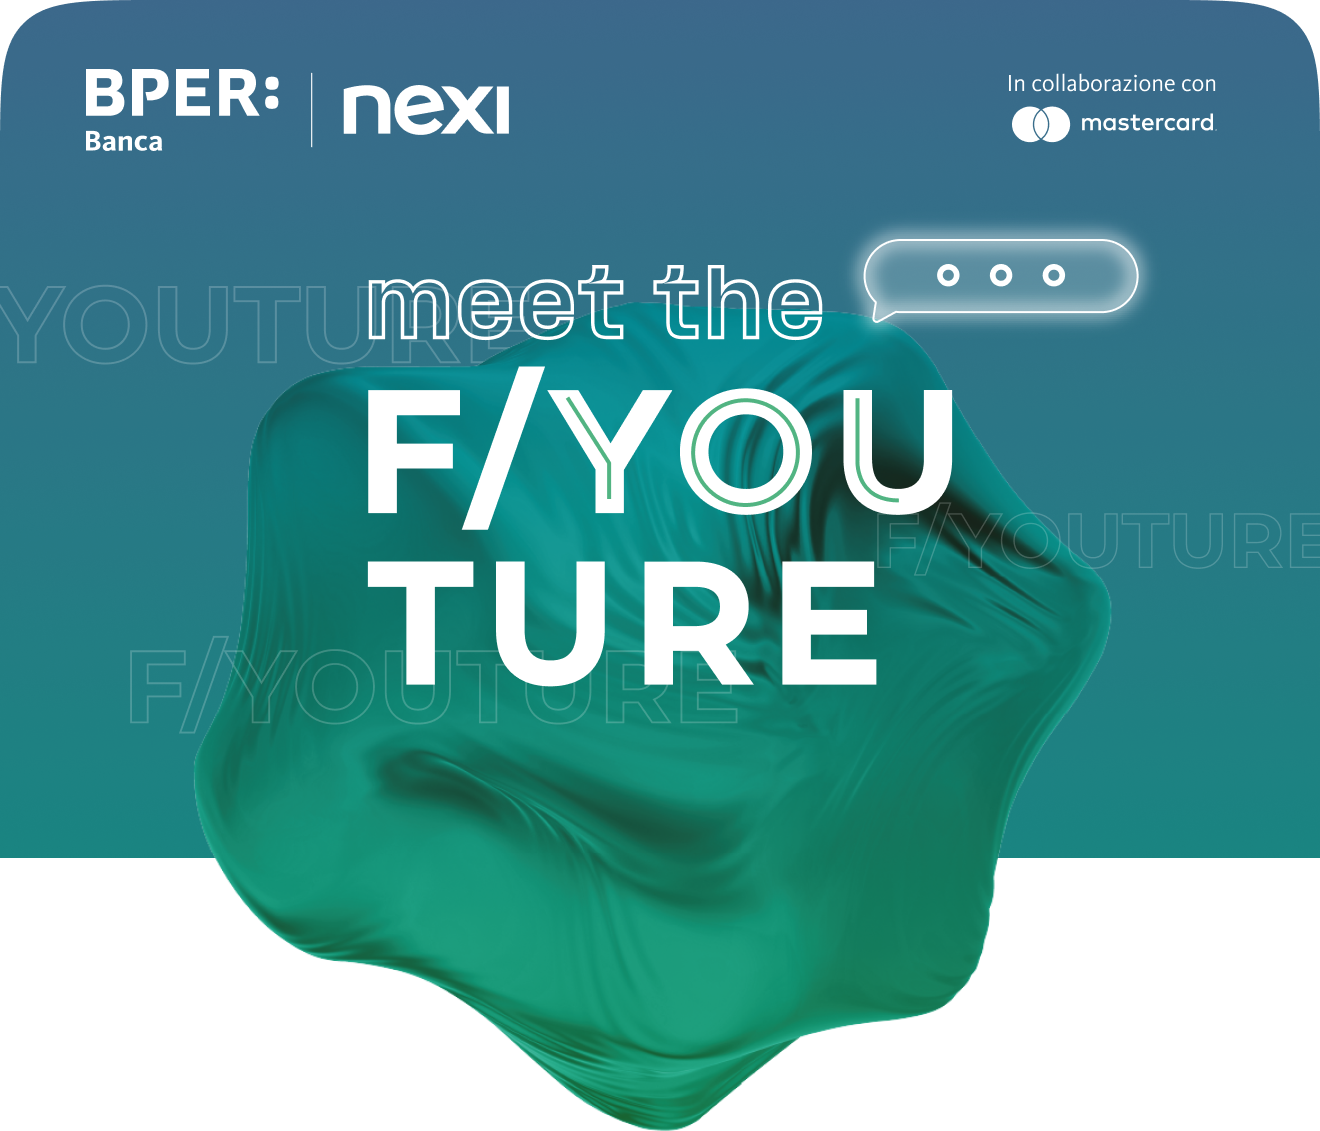 BPER:
Banca
nexi
In collaborazione con
mastercard
meet the
YOUTURE
F/YOU
TURE
F/YOUTURE
F/YOUTURE